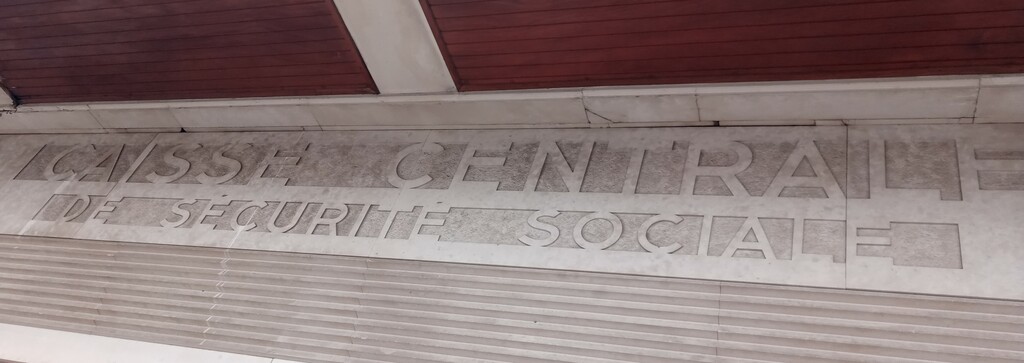 CAISSE CENTRALE
DE SÉCURITÉ SOCIALE